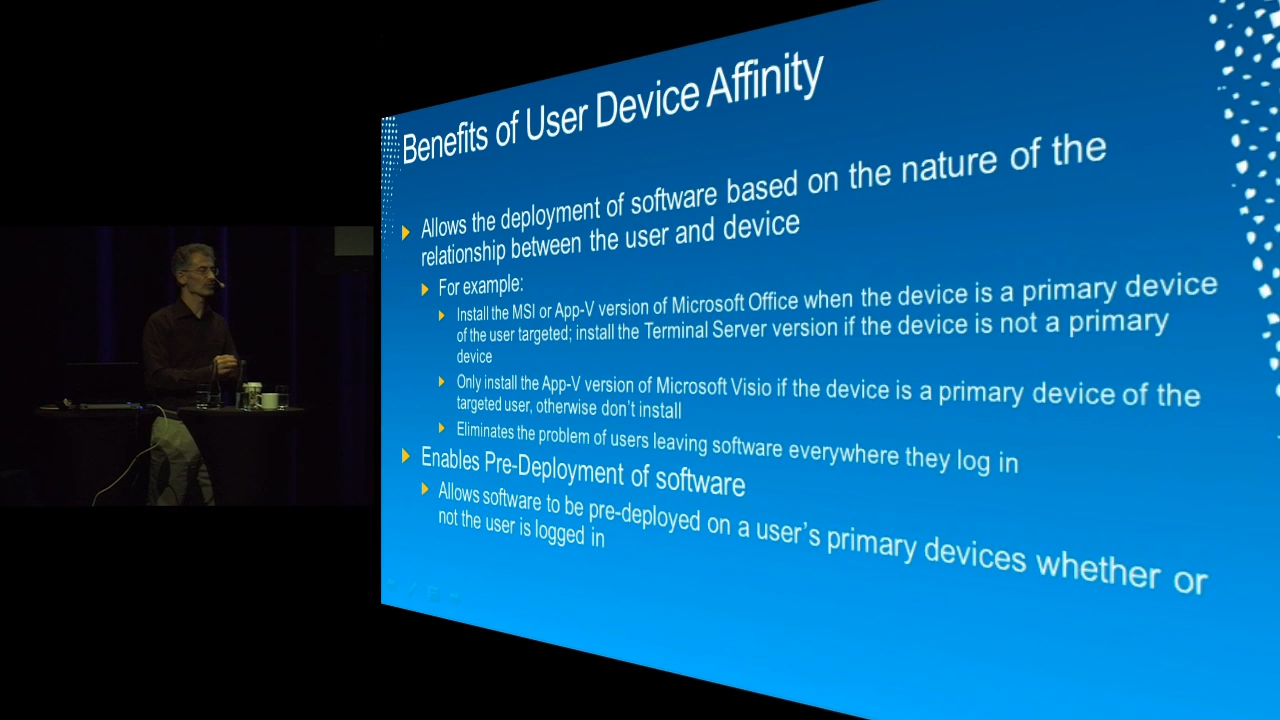 Benefits of User Device Affinity
Allows the deployment of software based on the nature of the
relationship between the user and device
For example:
Install the MSI or App-V version of Microsoft Office when the device is a primary device
of the user targeted; install the Terminal Server version if the device is not a primary
device
Only install the App-V version of Microsoft Visio if the device is a primary device of the
targeted user, otherwise don't install
Eliminates the problem of users leaving software everywhere they log in
Enables Pre-Deployment of software
Allows software to be pre-deployed on a user's primary devices whether or
not the user is logged in